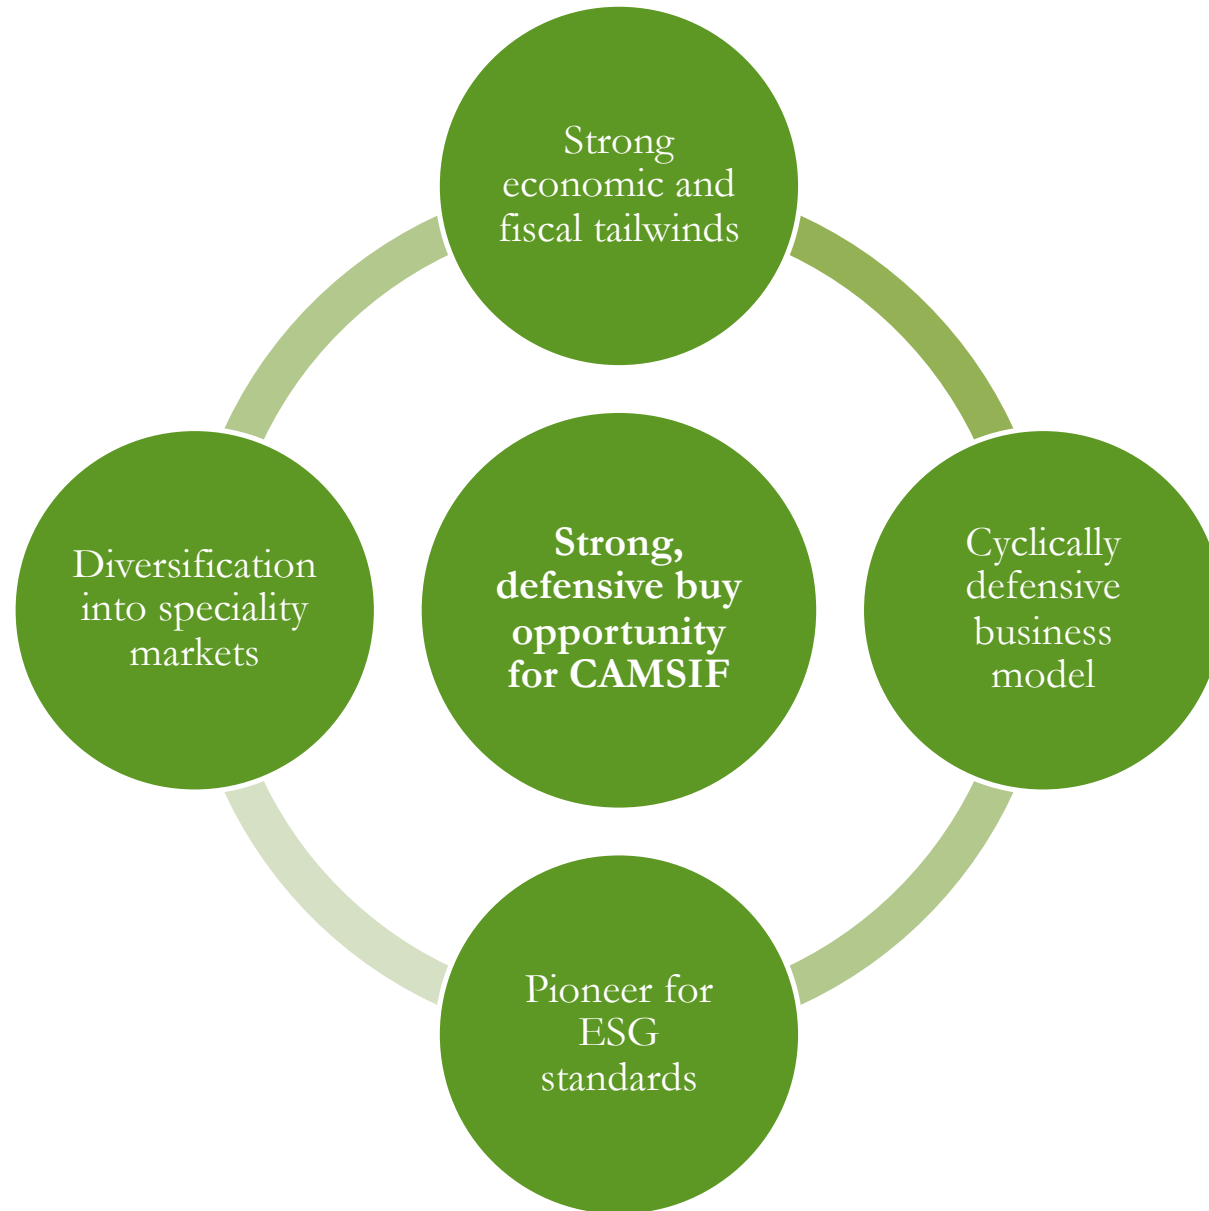 Strong
economic and
fiscal tailwinds
Diversification
into speciality
markets
Strong,
defensive buy
opportunity
for CAMSIF
Cyclically
defensive
business
model
Pioneer for
ESG
standards